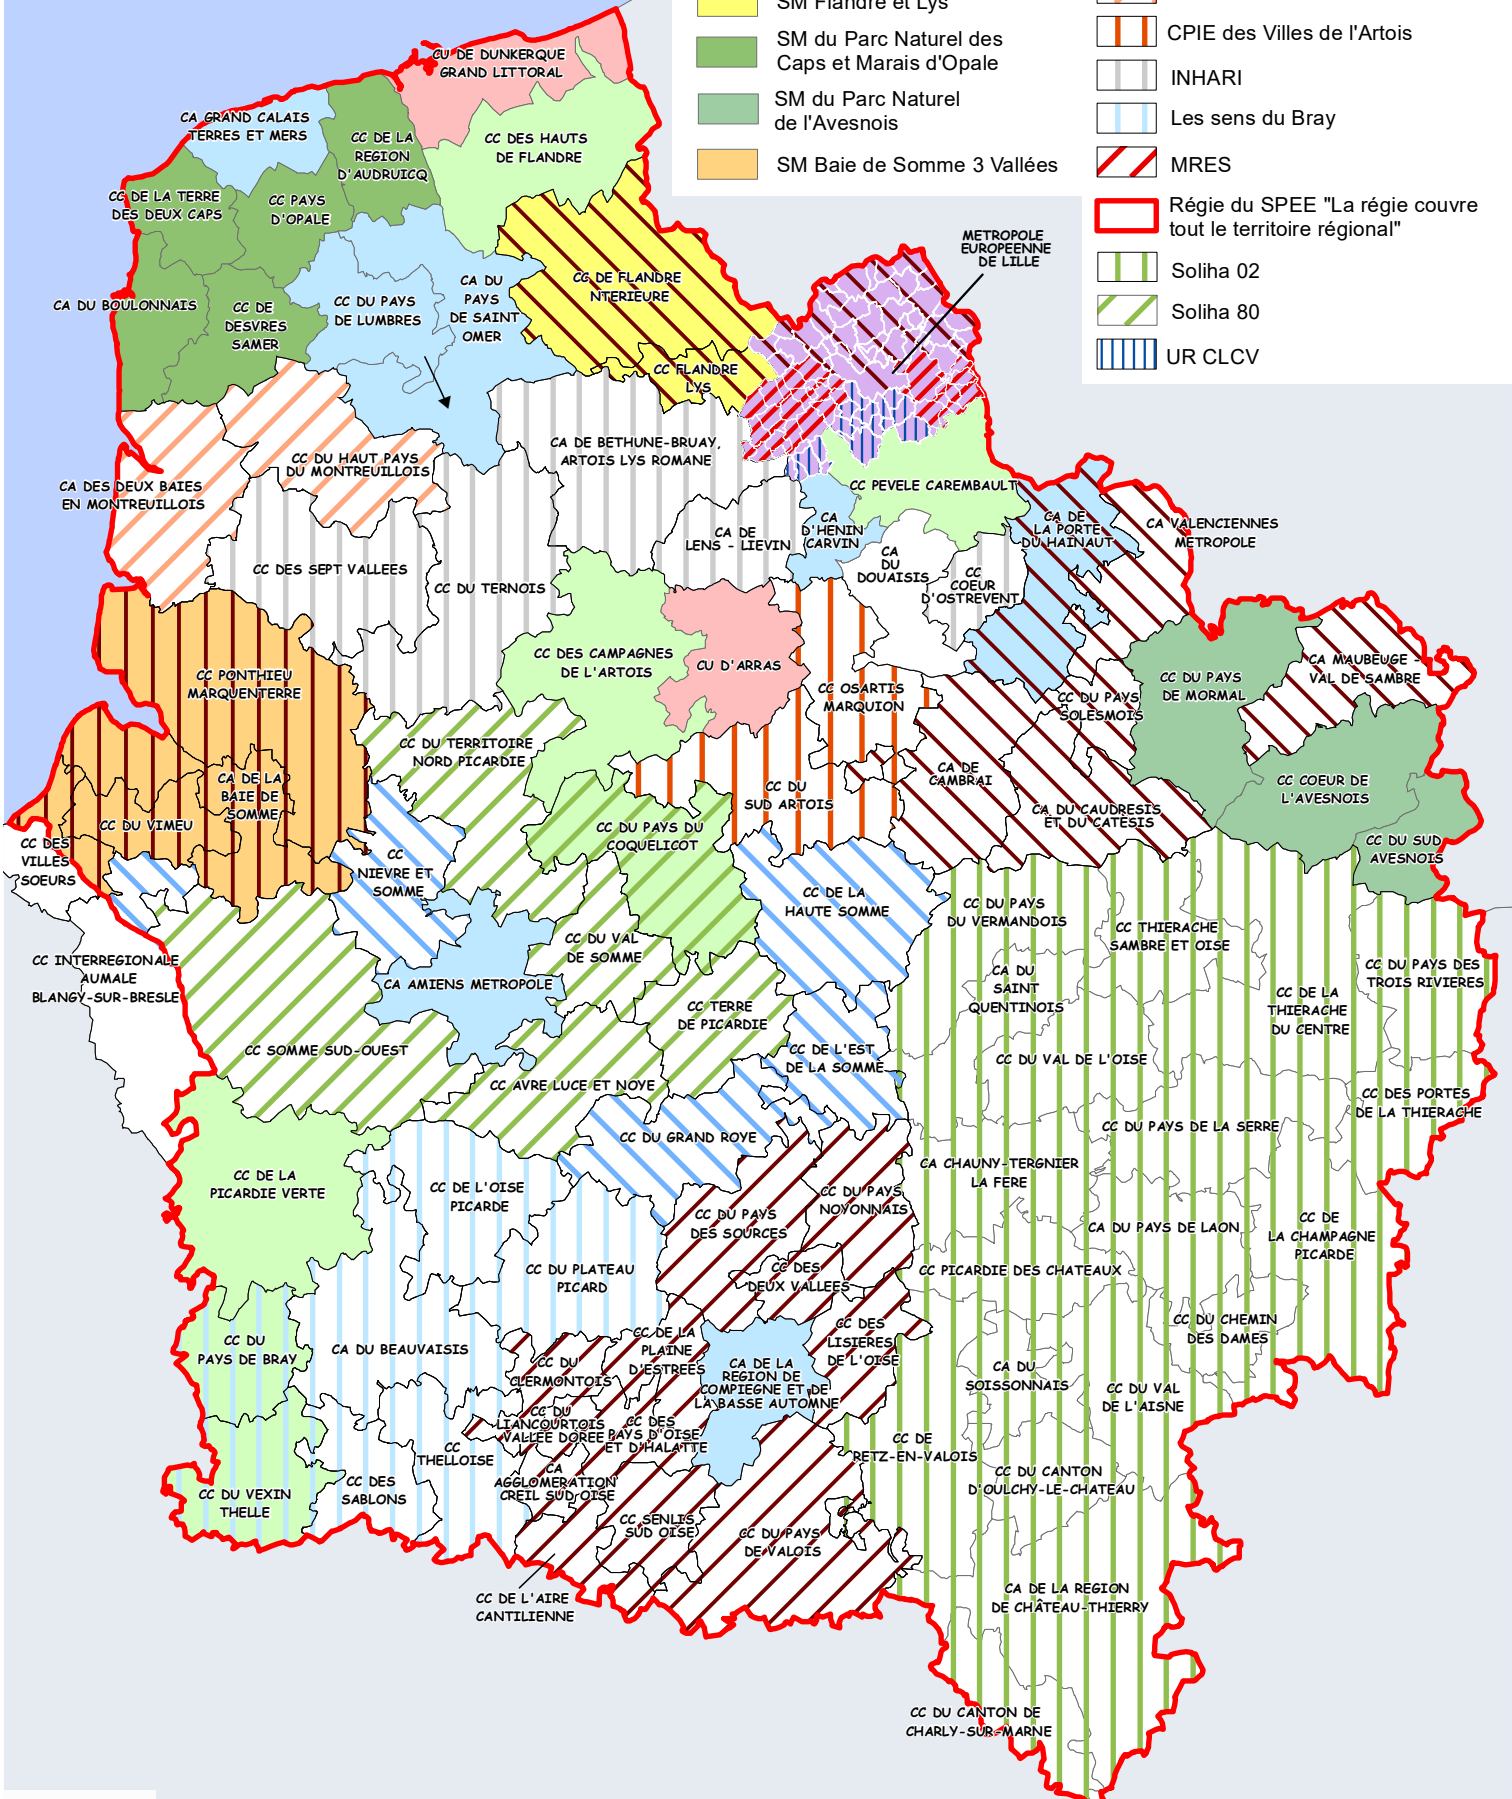 SM Flandre et Lys
SM du Parc Naturel des
Caps et Marais d'Opale
SM du Parc Naturel
de l'Avesnois
SM Baie de Somme 3 Vallées
CPIE des Villes de l'Artois
INHARI
Les sens du Bray
MRES
Régie du SPEE "La régie couvre
tout le territoire régional"
Soliha 02
Soliha 80
UR CLCV
CU DE DUNKERQUE
GRAND LITTORAL
CA GRAND CALAIS
TERRES ET MERS
CC DE LA
REGION
D'AUDRUICQ
CC DES HAUTS
DE FLANDRE
CC DE LA TERRE
DES DEUX CAPS
CC PAYS
D'OPALE
METROPOLE
EUROPEENNE
DE LILLE
CA DU BOULONNAIS
CC DE
DESVRES
SAMER
CC DU PAYS
DE LUMBRES
CA DU
PAYS
DE SAINT
OMER
CC DE FLANDRE
NTERIEURE
CC FLANDRE
LYS
CA DES DEUX BAIES
EN MONTREUILLOIS
CC DU HAUT PAYS
DU MONTREUILLOIS
CA DE BETHUNE-BRUAY,
ARTOIS LYS ROMANE
CC PEVELE CAREMBAULT
CA DE
LENS - LIEVIN
CA
D'HENIN
CARVIN
CA
DU
DOUAISIS
CC
COEUR
D'OSTREVENT
CA DE
LA PORTE
DU HAINAUT
CA VALENCIENNES
METROPOLE
CC DES SEPT VALLEES
CC DU TERNOIS
CC DES CAMPAGNES
DE L'ARTOIS
CU D'ARRAS
CC OSARTIS
MARQUION
CC DU PAYS
SOLESMOIS
CC DU PAYS
DE MORMAL
CA MAUBEUGE -
VAL DE SAMBRE
CC PONTHIEU
MARQUENTERRE
CC DU TERRITOIRE
NORD PICARDIE
CC DU
SUD ARTOIS
CA DE
CAMBRAI
CA DU CAUDRESIS
ET DU CATESIS
CC COEUR DE
L'AVESNOIS
CC DU SUD
AVESNOIS
CA DE LA
BAIE DE
SOMME
CC DU VIMEU
CC DES
VILLES
SOEURS
CC
NIEVRE ET
SOMME
CC DU PAYS DU
COQUELICOT
CC DE LA
HAUTE SOMME
CC DU PAYS
DU VERMANDOIS
CC THIERACHE
SAMBRE ET OISE
CC INTERREGIONALE
AUMALE
BLANGY-SUR-BRESLE
CC DU VAL
DE SOMME
CA AMIENS METROPOLE
CA DU
SAINT
QUENTINOIS
CC DE LA
THIERACHE
DU CENTRE
CC DU PAYS DES
TROIS RIVIERES
CC TERRE
DE PICARDIE
CC SOMME SUD-OUEST
CC DE L'EST
DE LA SOMME
CC DU VAL DE L'OISE
CC AVRE LUCE ET NOYE
CC DES PORTES
DE LA THIERACHE
CC DU GRAND ROYE
CC DU PAYS DE LA SERRE
CC DE LA
PICARDIE VERTE
CC DE L'OISE
PICARDE
CA CHAUNY-TERGNIER
LA FERE
CC DU PAYS
NOYONNAIS
CC DU PAYS
DES SOURCES
CA DU PAYS DE LAON
CC DE
LA CHAMPAGNE
PICARDE
CC DU PLATEAU
PICARD
CC DES
DEUX VALLEES
CC PICARDIE DES CHATEAUX
CC DU
PAYS DE BRAY
CA DU BEAUVAISIS
CC DE LA
PLAINE
D'ESTREES
CC DES
LISIERES
DE L'OISE
CC DU CHEMIN
DES DAMES
CC DU
CLERMONTOIS
CA DE LA
REGION DE
COMPIEGNE ET DE
LA BASSE AUTOMNE
CA DU
SOISSONNAIS
CC DU VAL
DE L'AISNE
CC DU
LIANCOURTOIS
VALLEE DOREE
CC DES
PAYS D'OISE
ET D'HALATTE
CC
THELLOISE
CC DE
RETZ-EN-VALOIS
CC DU VEXIN
THELLE
CC DES
SABLONS
CA
AGGLOMERATION
CREIL SUD OISE
CC DU CANTON
D'OULCHY-LE-CHATEAU
CC SENLIS
SUD OISE
CC DU PAYS
DE VALOIS
CC DE L'AIRE
CANTILIENNE
CA DE LA REGION
DE CHÂTEAU-THIERRY
CC DU CANTON DE
CHARLY-SUR-MARNE